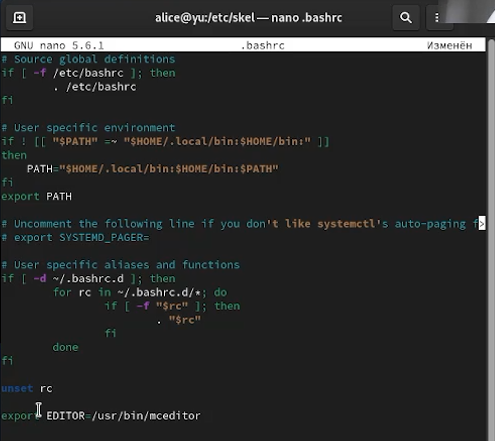 alice@yu:/etc/skel — nano .bashrc
GNU nano 5.6.1 .bashrc Изменён
# Source global definitions
if [ -f /etc/bashrc ]; then
. /etc/bashrc
fi
# User specific environment
if ! [[ "$PATH" =~ "$HOME/.local/bin:$HOME/bin:" ]]
then
PATH="$HOME/.local/bin:$HOME/bin:$PATH"
fi
export PATH
# Uncomment the following line if you don't like systemctl's auto-paging f>
# export SYSTEMD_PAGER=
# User specific aliases and functions
if [ -d ~/.bashrc.d ]; then
for rc in ~/.bashrc.d/*; do
if [ -f "$rc" ]; then
. "$rc"
fi
done
fi
unset rc
export EDITOR=/usr/bin/mceditor